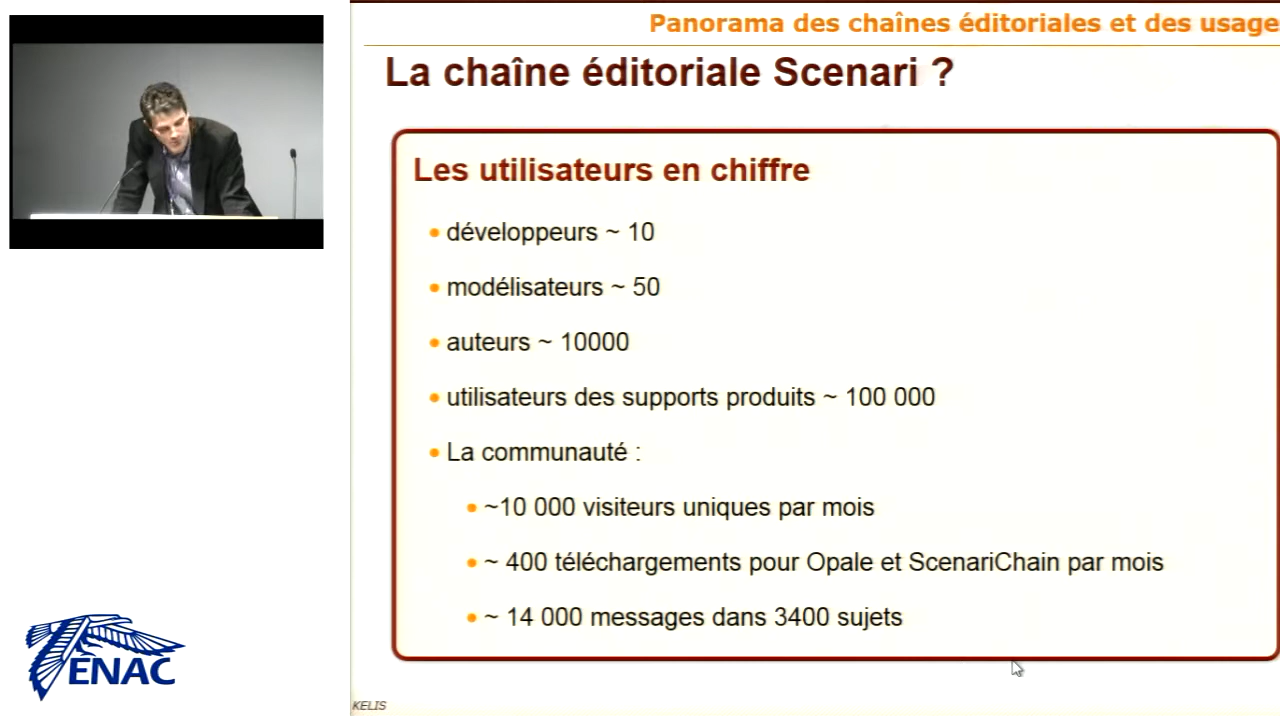 Panorama des chaînes éditoriales et des usage
La chaîne éditoriale Scenari ?
Les utilisateurs en chiffre
développeurs ~ 10
modélisateurs ~ 50
auteurs ~ 10000
utilisateurs des supports produits ~ 100 000
La communauté :
~10 000 visiteurs uniques par mois
~ 400 téléchargements pour Opale et ScenariChain par mois
~ 14 000 messages dans 3400 sujets
ENAC
KELIS